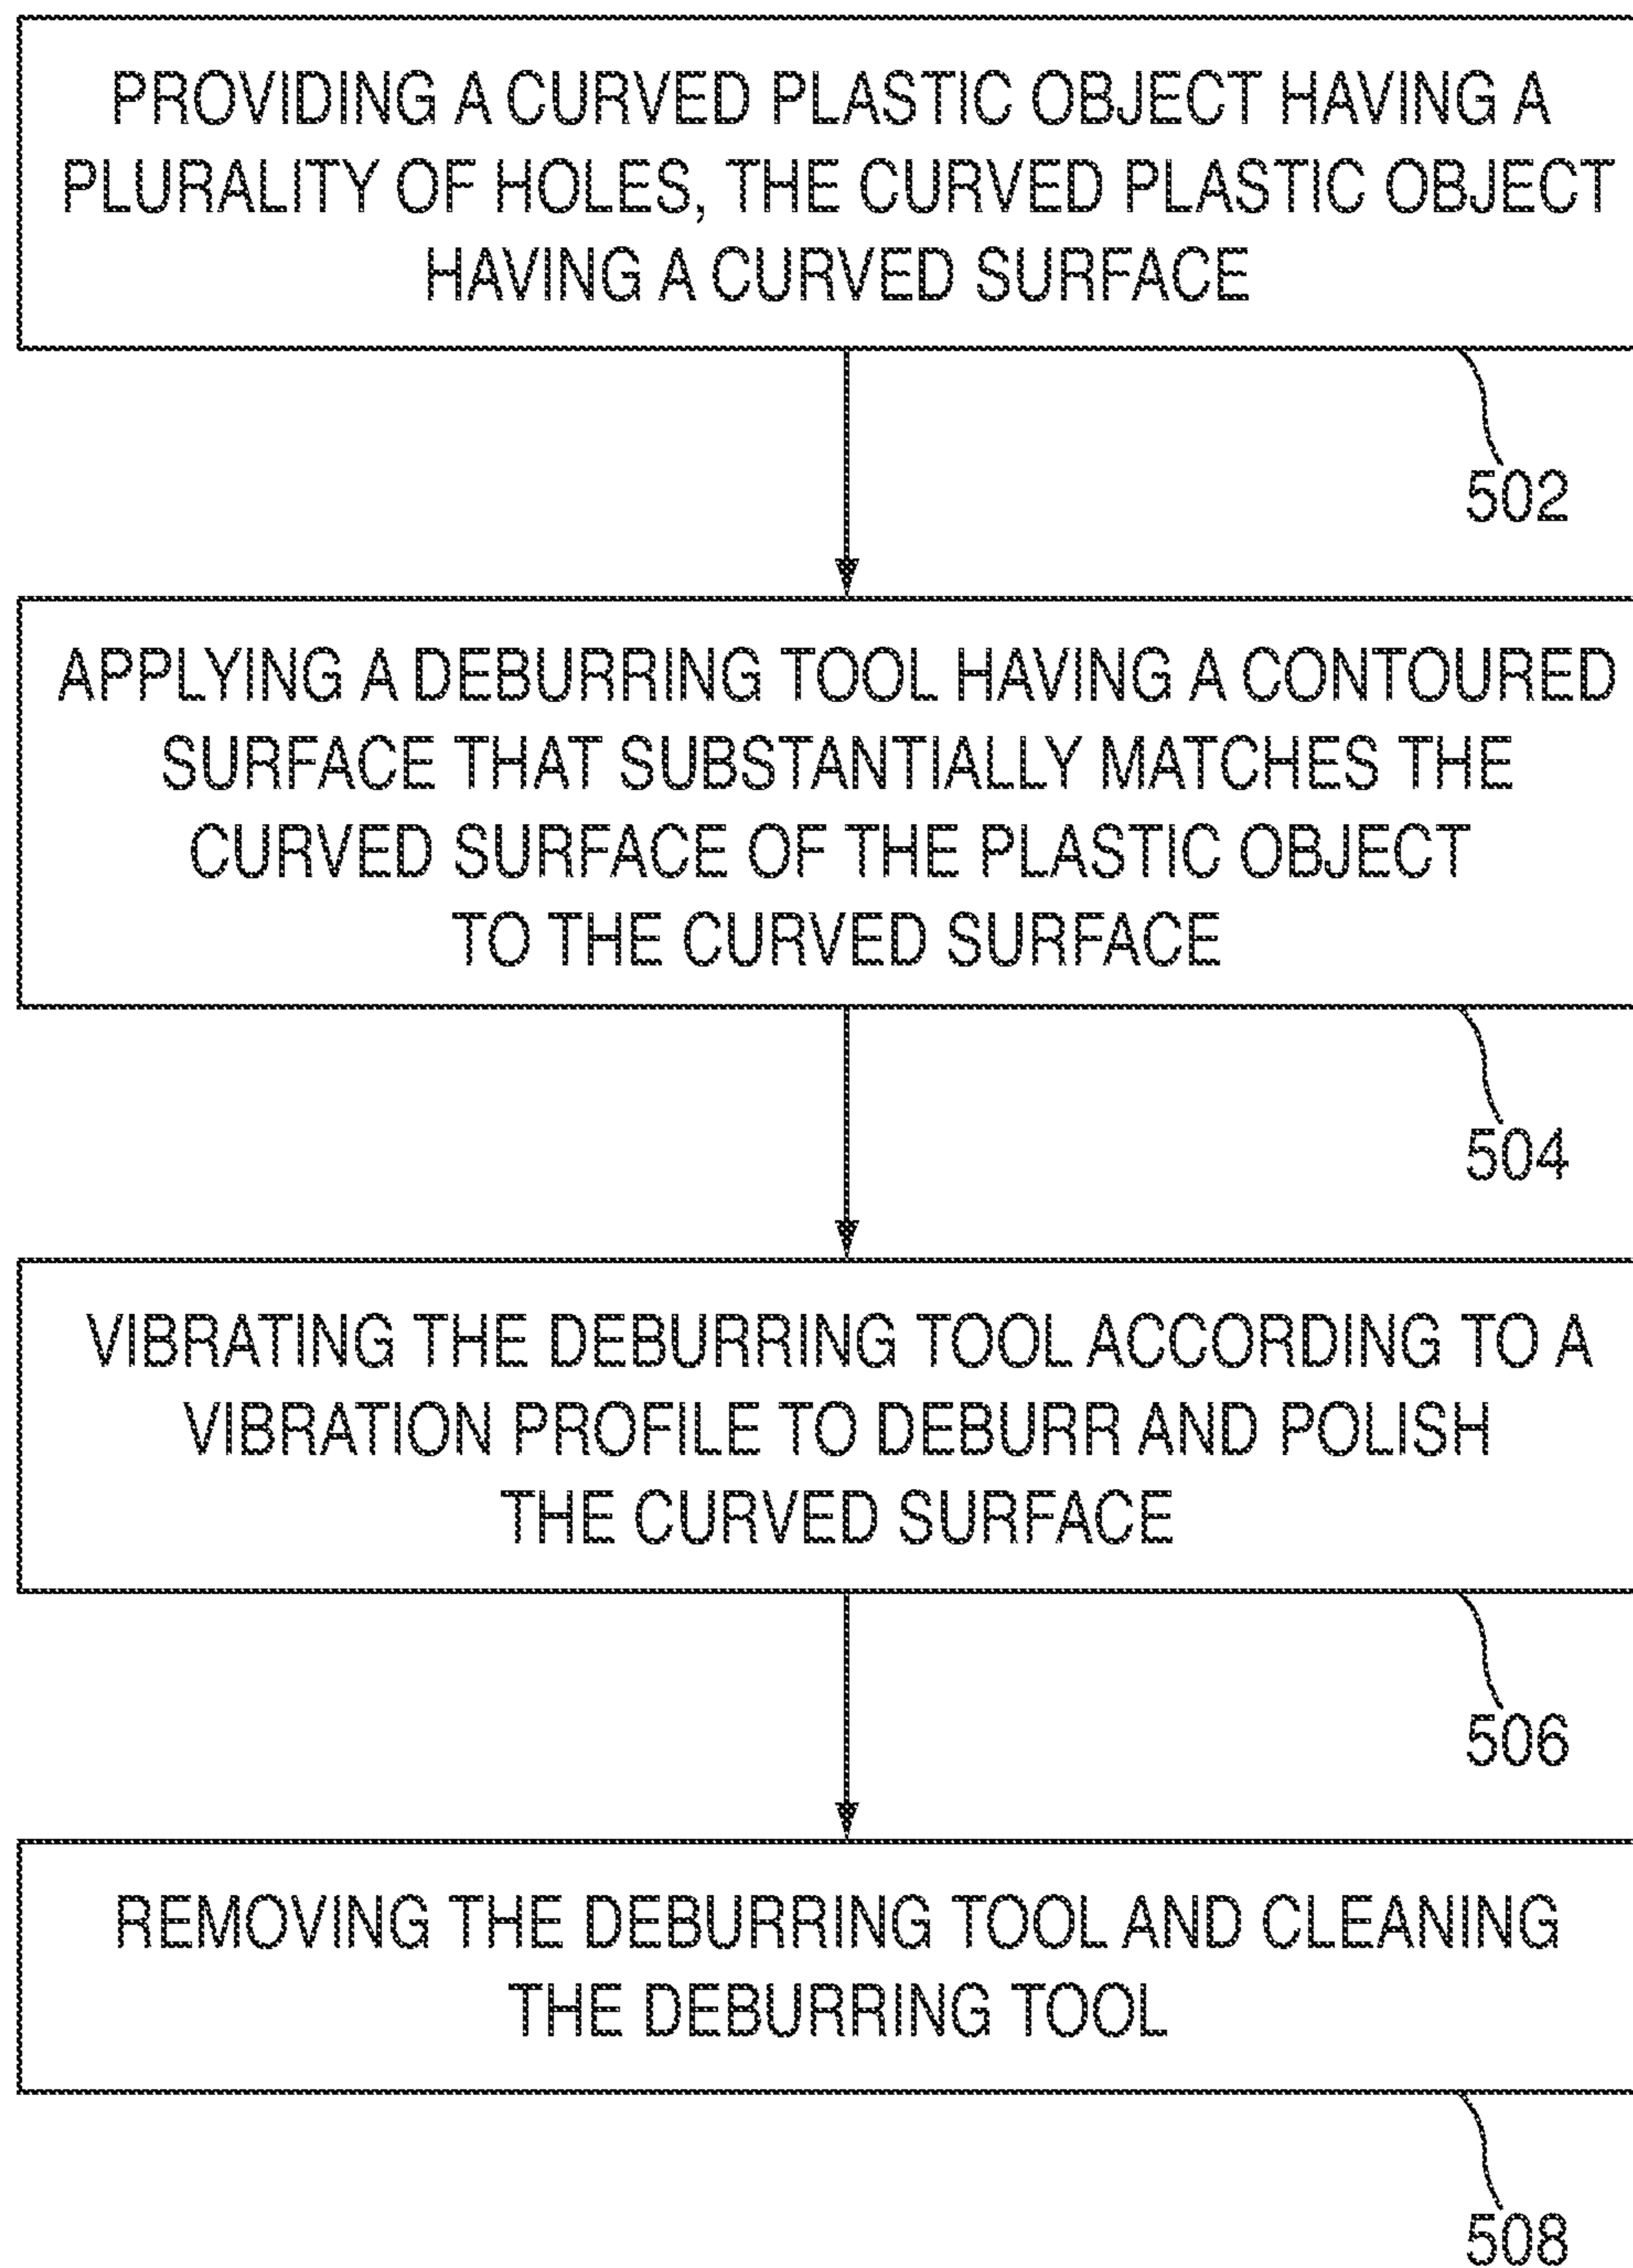 PROVIDING A CURVED PLASTIC OBJECT HAVING A
PLURALITY OF HOLES, THE CURVED PLASTIC OBJECT
HAVING A CURVED SURFACE
502
APPLYING A DEBURRING TOOL HAVING A CONTOURED
SURFACE THAT SUBSTANTIALLY MATCHES THE
CURVED SURFACE OF THE PLASTIC OBJECT
TO THE CURVED SURFACE
504
VIBRATING THE DEBURRING TOOL ACCORDING TO A
VIBRATION PROFILE TO DEBURR AND POLISH
THE CURVED SURFACE
506
REMOVING THE DEBURRING TOOL AND CLEANING
THE DEBURRING TOOL
508